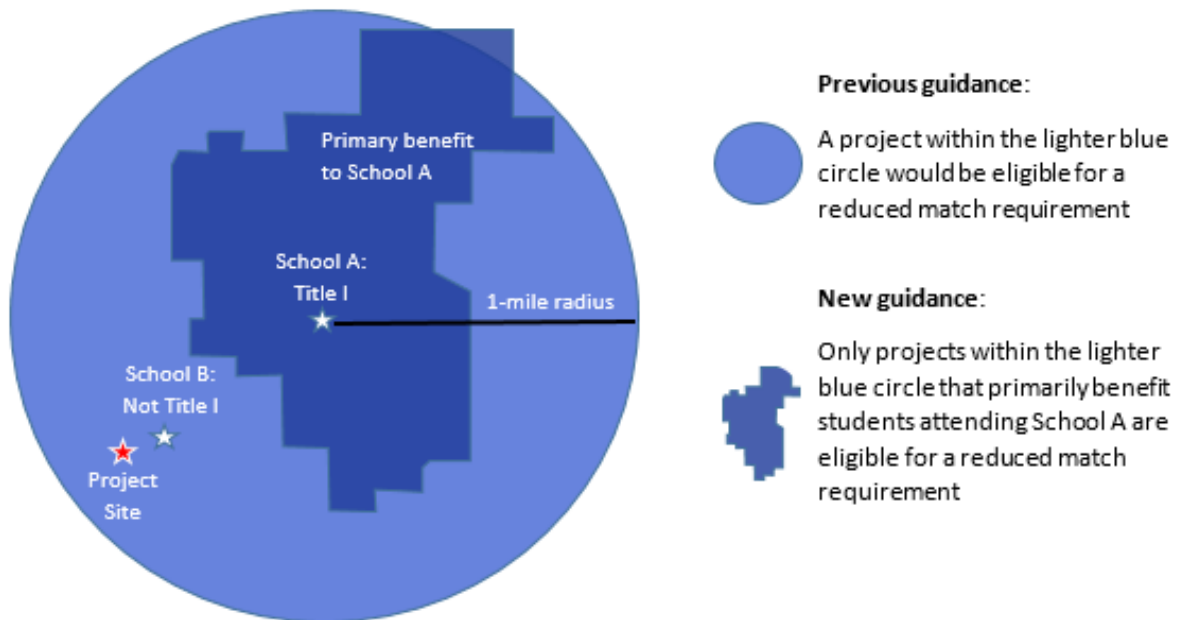 Primary benefit
to School A
School A:
Title I
1-mile radius
School B:
Not Title I
Project
Site
Previous guidance:
A project within the lighter blue
circle would be eligible for a
reduced match requirement
New guidance:
Only projects within the lighter
blue circle that primarily benefit
students attending School A are
eligible for a reduced match
requirement